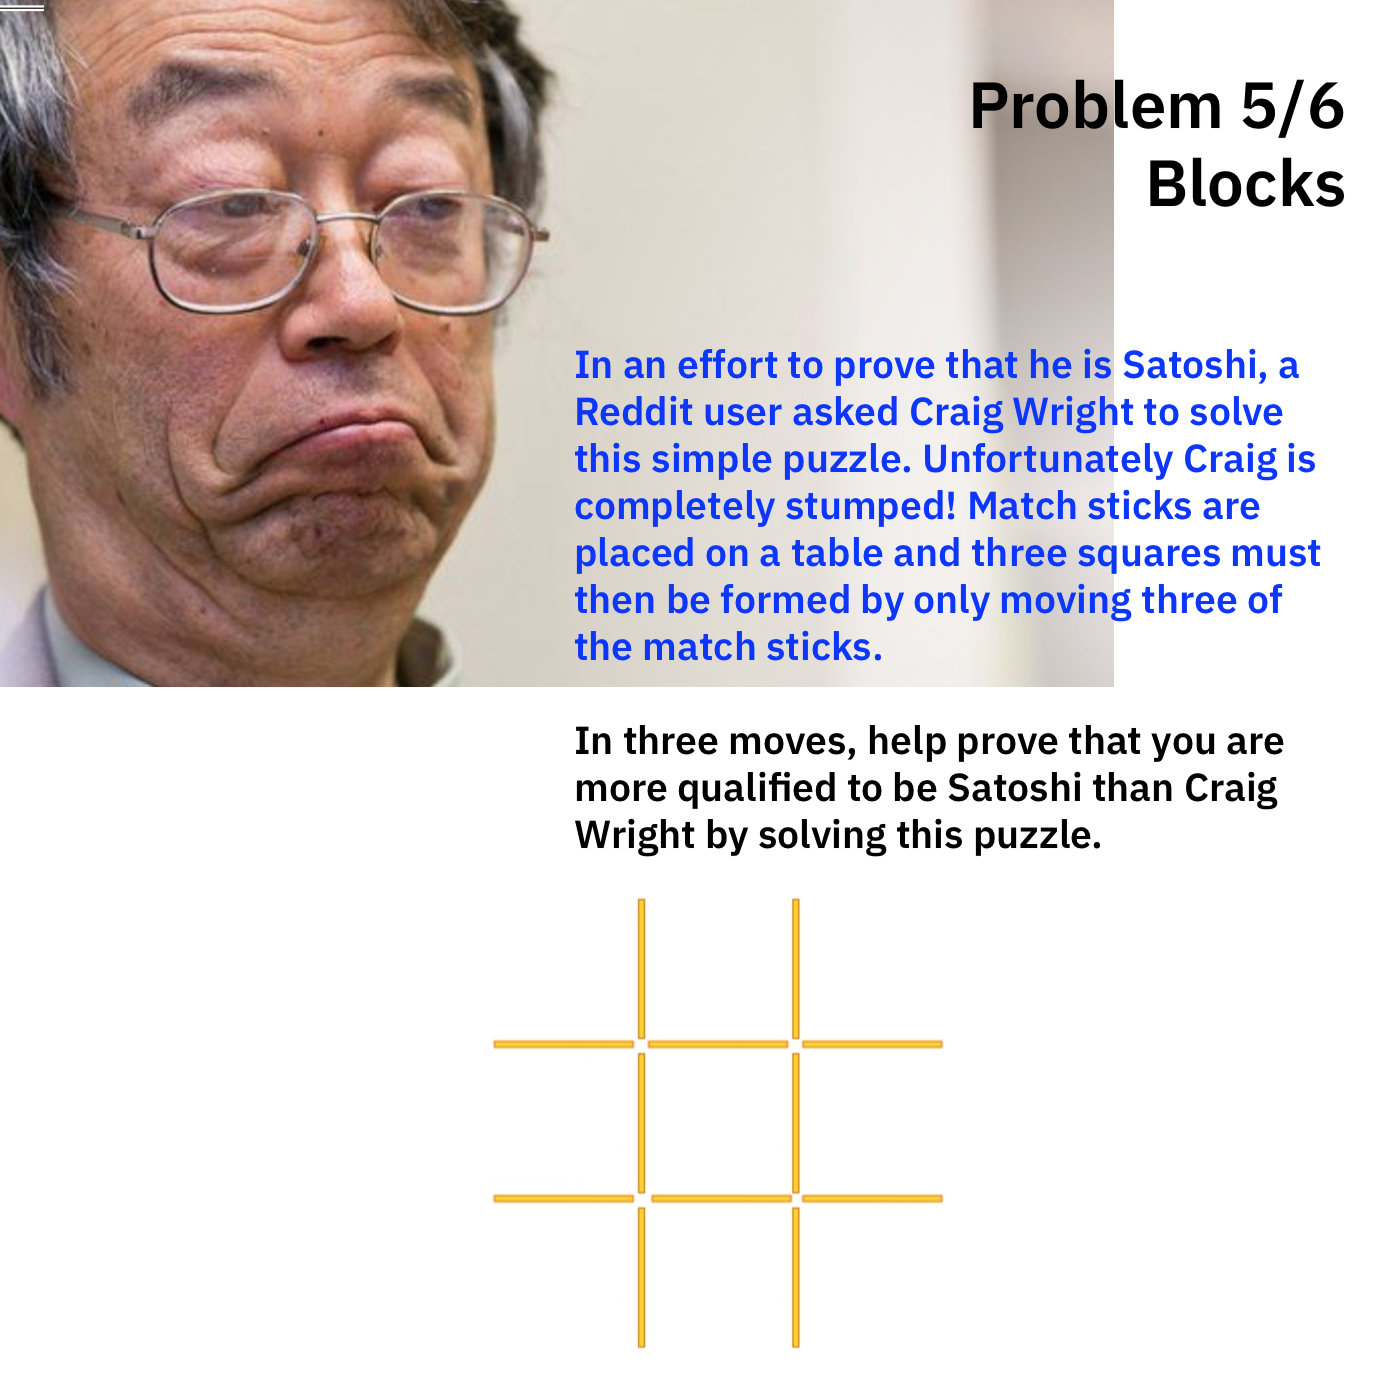 Problem 5/6
Blocks
In an effort to prove that he is Satoshi, a
Reddit user asked Craig Wright to solve
this simple puzzle. Unfortunately Craig is
completely stumped! Match sticks are
placed on a table and three squares must
then be formed by only moving three of
the match sticks.
In three moves, help prove that you are
more qualified to be Satoshi than Craig
Wright by solving this puzzle.